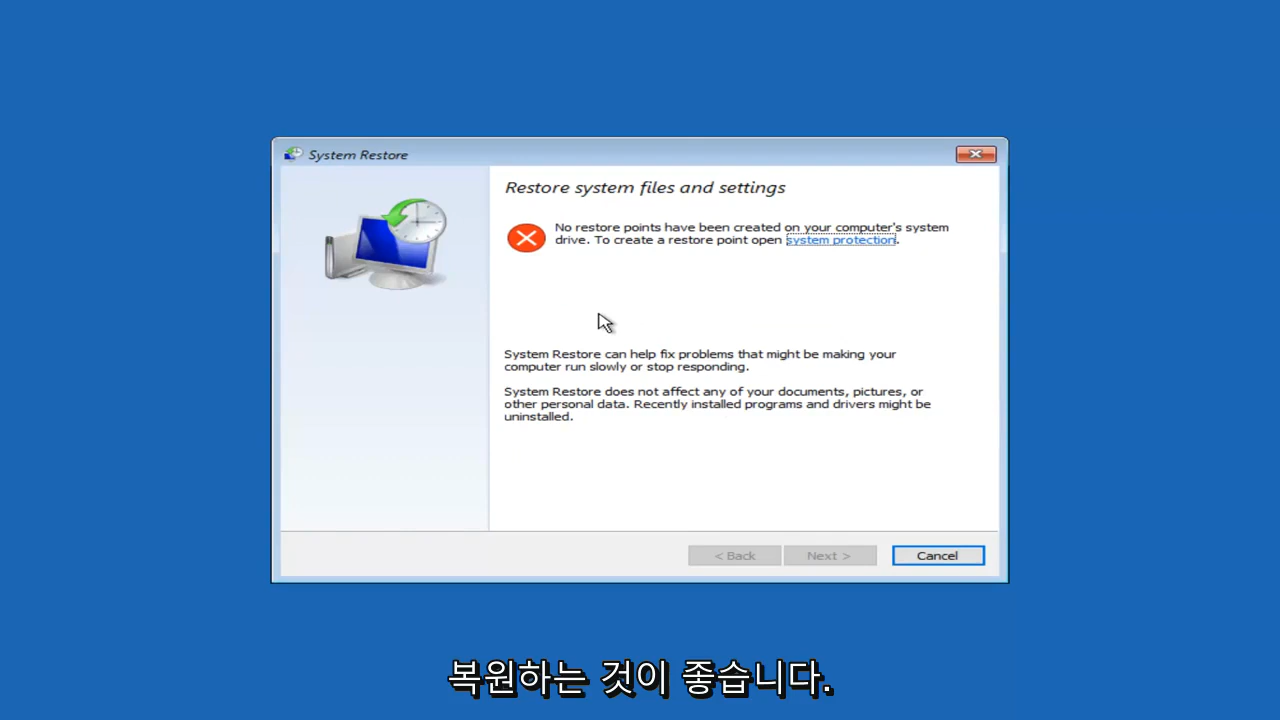 System Restore
Restore system files and settings
No restore points have been created on your computer's system
drive. To create a restore point open system protection.
System Restore can help fix problems that might be making your
computer run slowly or stop responding.
System Restore does not affect any of your documents, pictures, or
other personal data. Recently installed programs and drivers might be
uninstalled.
< Back
Next >
Cancel
복원하는 것이 좋습니다.